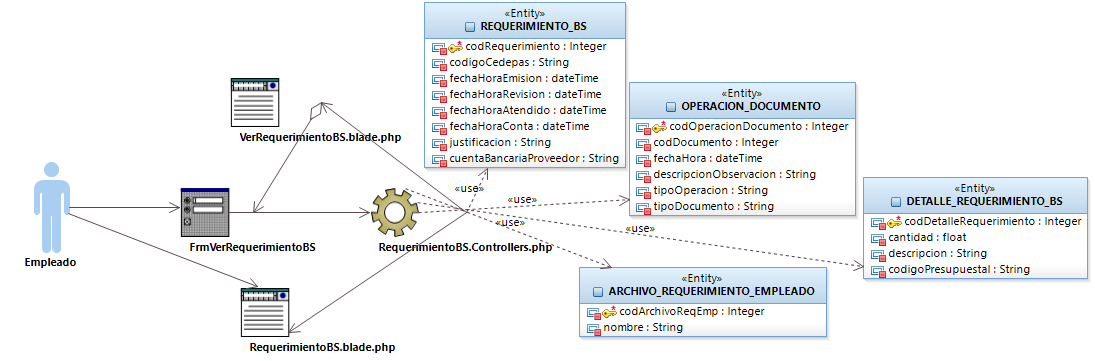 «Entity»
REQUERIMIENTO_BS
codRequerimiento : Integer
codigoCedepas : String
fechaHoraEmision : dateTime
fechaHoraRevision : dateTime
fechaHoraAtendido : dateTime
fechaHoraConta : dateTime
justificacion : String
cuentaBancariaProveedor : String
«Entity»
OPERACION_DOCUMENTO
codOperacionDocumento : Integer
codDocumento : Integer
fechaHora : dateTime
descripcionObservacion : String
tipoOperacion : String
tipoDocumento : String
VerRequerimientoBS.blade.php
«use»
«use»
«use»
«use»
«Entity»
DETALLE_REQUERIMIENTO_BS
codDetalleRequerimiento : Integer
cantidad : float
descripcion : String
codigoPresupuestal : String
Empleado
FrmVerRequerimientoBS
RequerimientoBS.Controllers.php
«Entity»
ARCHIVO_REQUERIMIENTO_EMPLEADO
codArchivoReqEmp : Integer
nombre : String
RequerimientoBS.blade.php